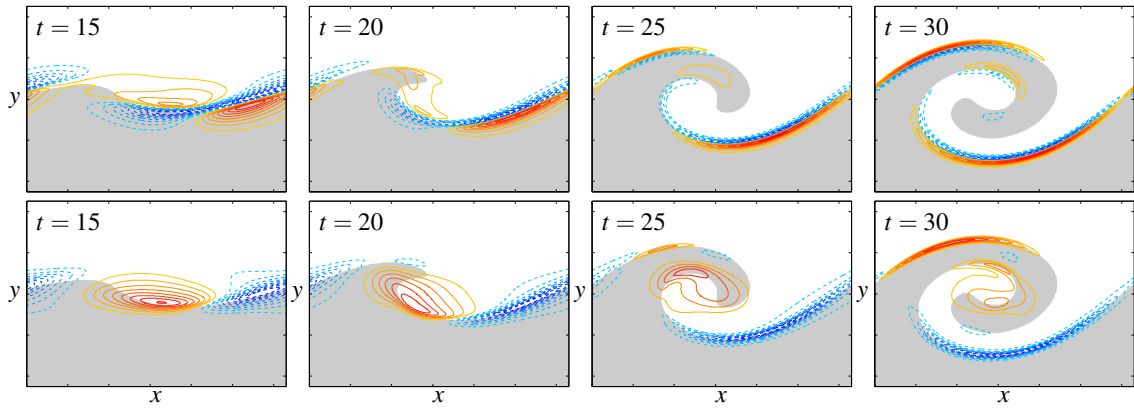 t = 15
t = 20
t = 25
t = 30
y
t = 15
t = 20
t = 25
t = 30
y
y
y
y
x
x
x
x